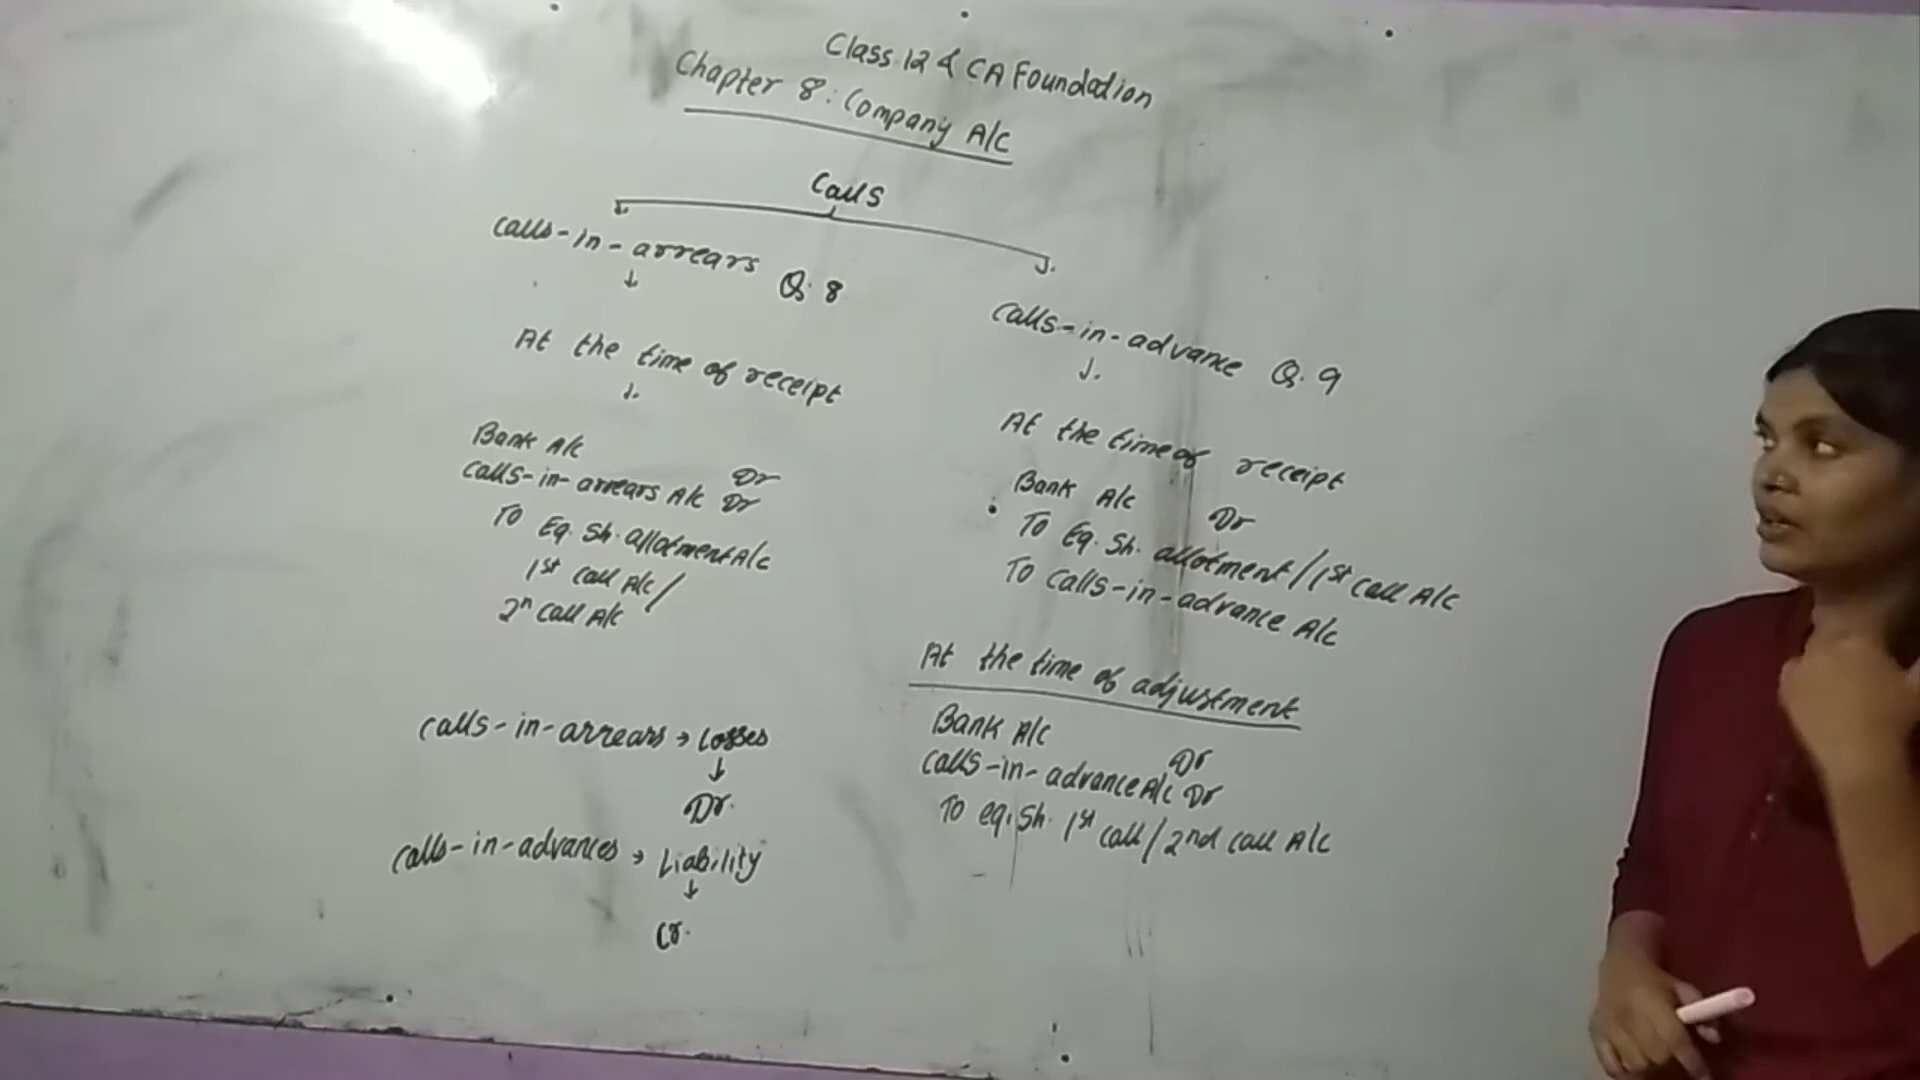 Class 12 & CA Foundation
Chapter 8: Company A/c
Calls
calls-in-arrears Q. 8
At the time of receipt
Bank A/c Dr
calls-in-arrears A/c Dr
To Eq. Sh. allotment A/c
1st call A/c /
2n call A/c
calls-in-arrears → Losses
Dr.
calls-in-advances → Liability
Cr.
calls-in-advance Q. 9
At the time of receipt
Bank A/c Dr
To Eq. Sh. allotment / 1st call A/c
To calls-in-advance A/c
At the time of adjustment
Bank A/c Dr
calls-in-advance A/c Dr
To eq. Sh. 1st call / 2nd call A/c